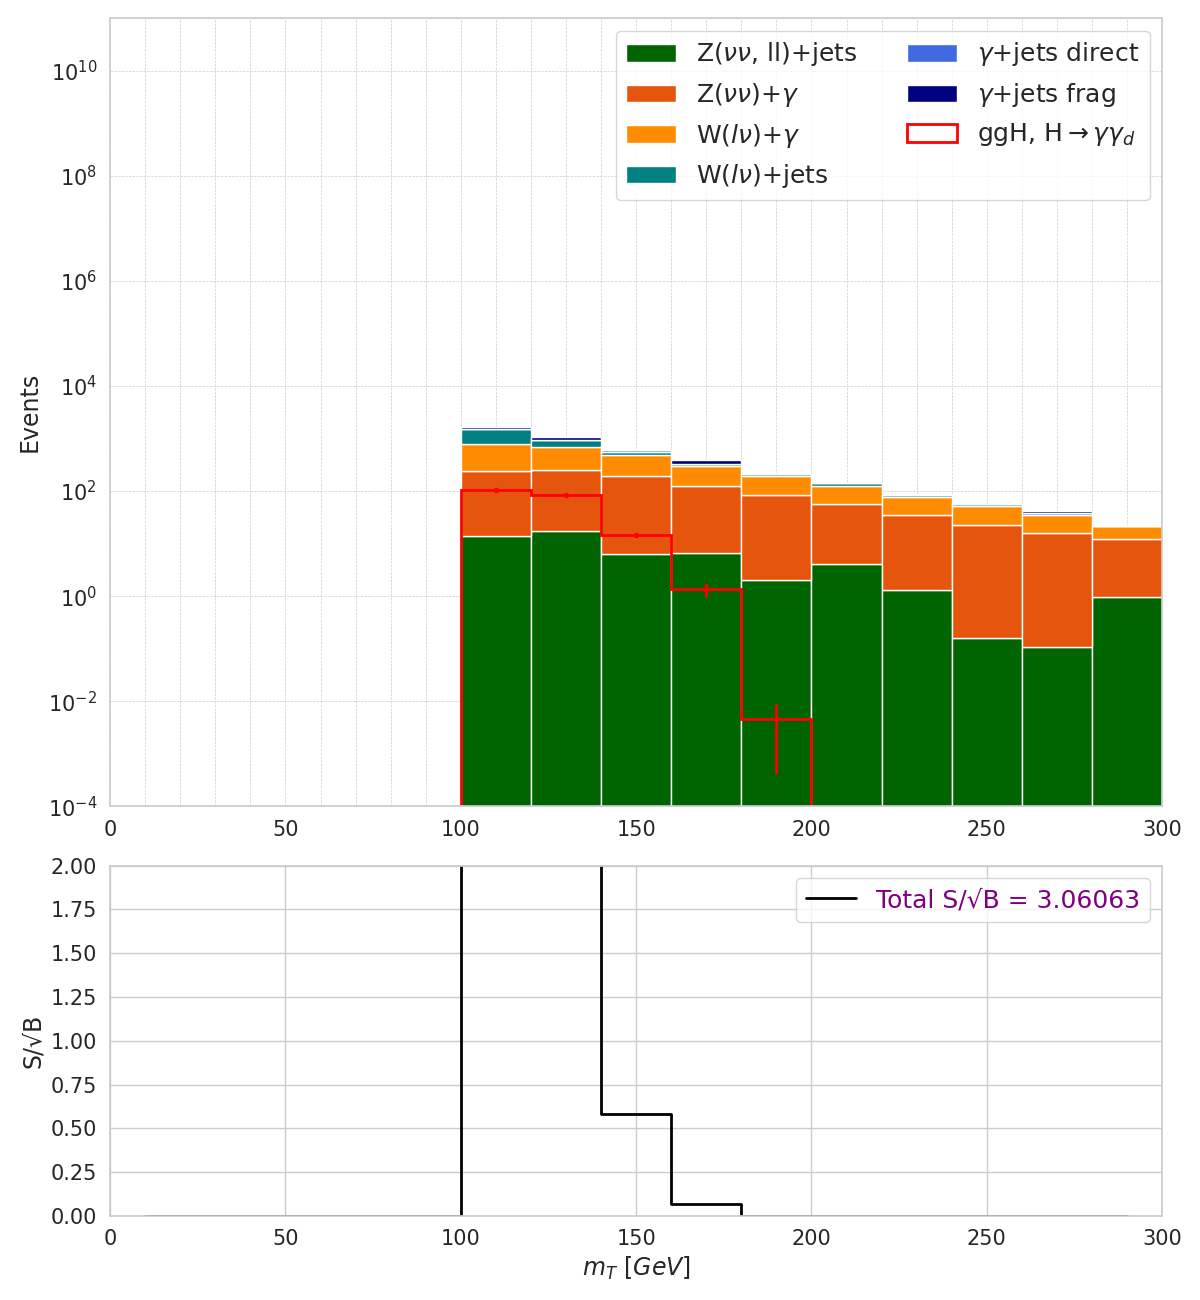 Z(νν, ll)+jets
Z(νν)+γ
W(lν)+γ
W(lν)+jets
γ+jets direct
γ+jets frag
ggH, H→γγ_d
Events
10^10
10^8
10^6
10^4
10^2
10^0
10^−2
10^−4
0 50 100 150 200 250 300
Total S/√B = 3.06063
S/√B
2.00
1.75
1.50
1.25
1.00
0.75
0.50
0.25
0.00
0 50 100 150 200 250 300
m_T [GeV]